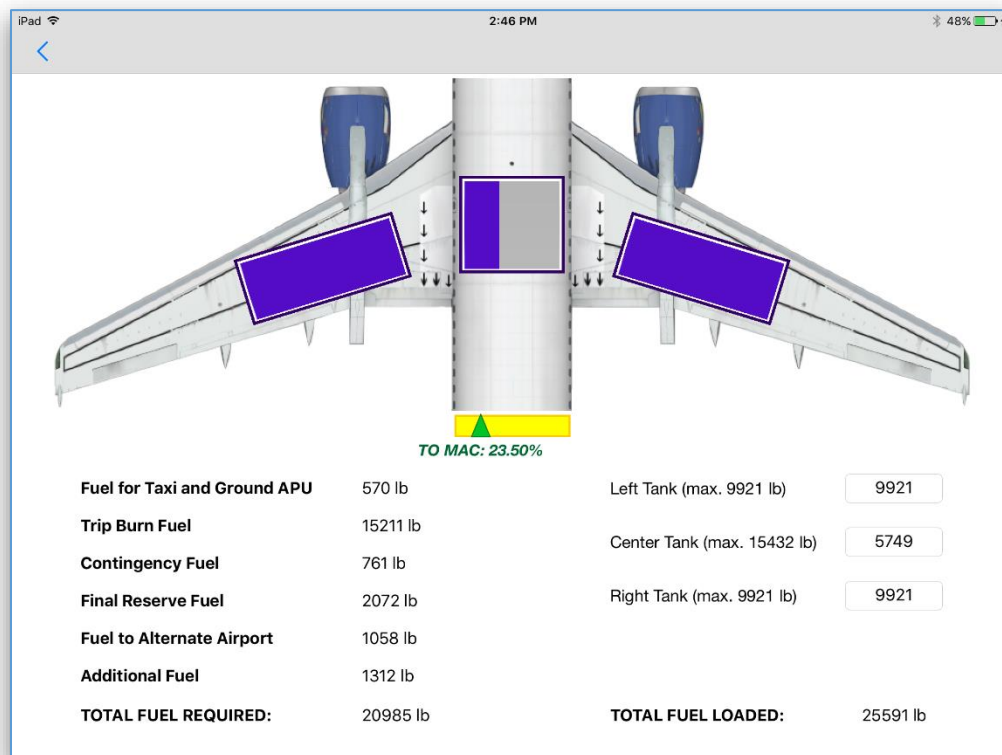 iPad 2:46 PM 48%
TO MAC: 23.50%
Fuel for Taxi and Ground APU 570 lb
Trip Burn Fuel 15211 lb
Contingency Fuel 761 lb
Final Reserve Fuel 2072 lb
Fuel to Alternate Airport 1058 lb
Additional Fuel 1312 lb
TOTAL FUEL REQUIRED: 20985 lb
Left Tank (max. 9921 lb) 9921
Center Tank (max. 15432 lb) 5749
Right Tank (max. 9921 lb) 9921
TOTAL FUEL LOADED: 25591 lb